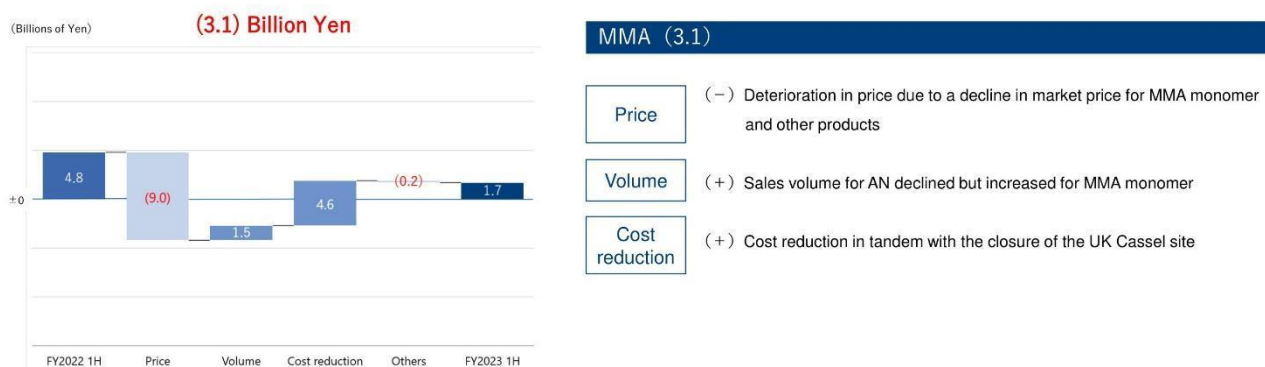 (Billions of Yen)
(3.1) Billion Yen
±0
4.8
(9.0)
1.5
4.6
(0.2)
1.7
FY2022 1H
Price
Volume
Cost reduction
Others
FY2023 1H
MMA (3.1)
Price
(－) Deterioration in price due to a decline in market price for MMA monomer
and other products
Volume
(+) Sales volume for AN declined but increased for MMA monomer
Cost
reduction
(+) Cost reduction in tandem with the closure of the UK Cassel site